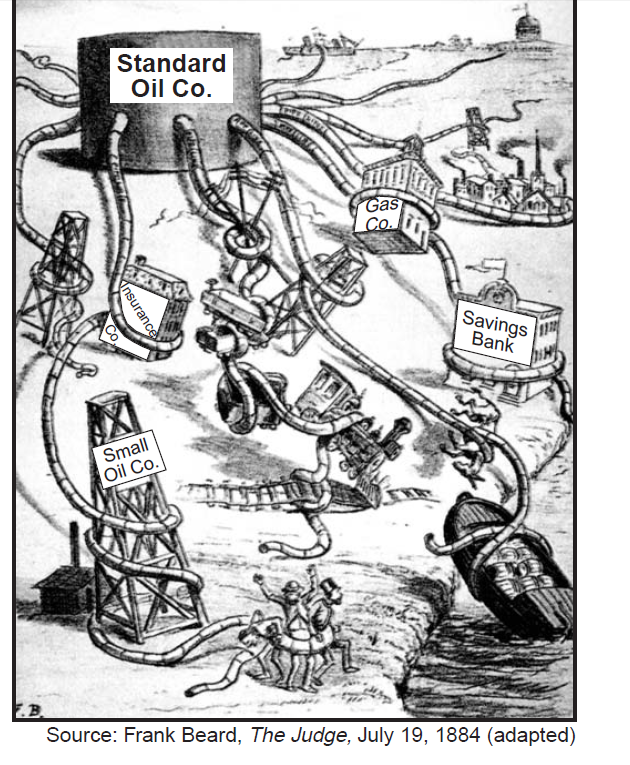 Standard
Oil Co.
Gas
Co.
Insurance
Co.
Savings
Bank
Small
Oil Co.
F.B.
Source: Frank Beard, The Judge, July 19, 1884 (adapted)